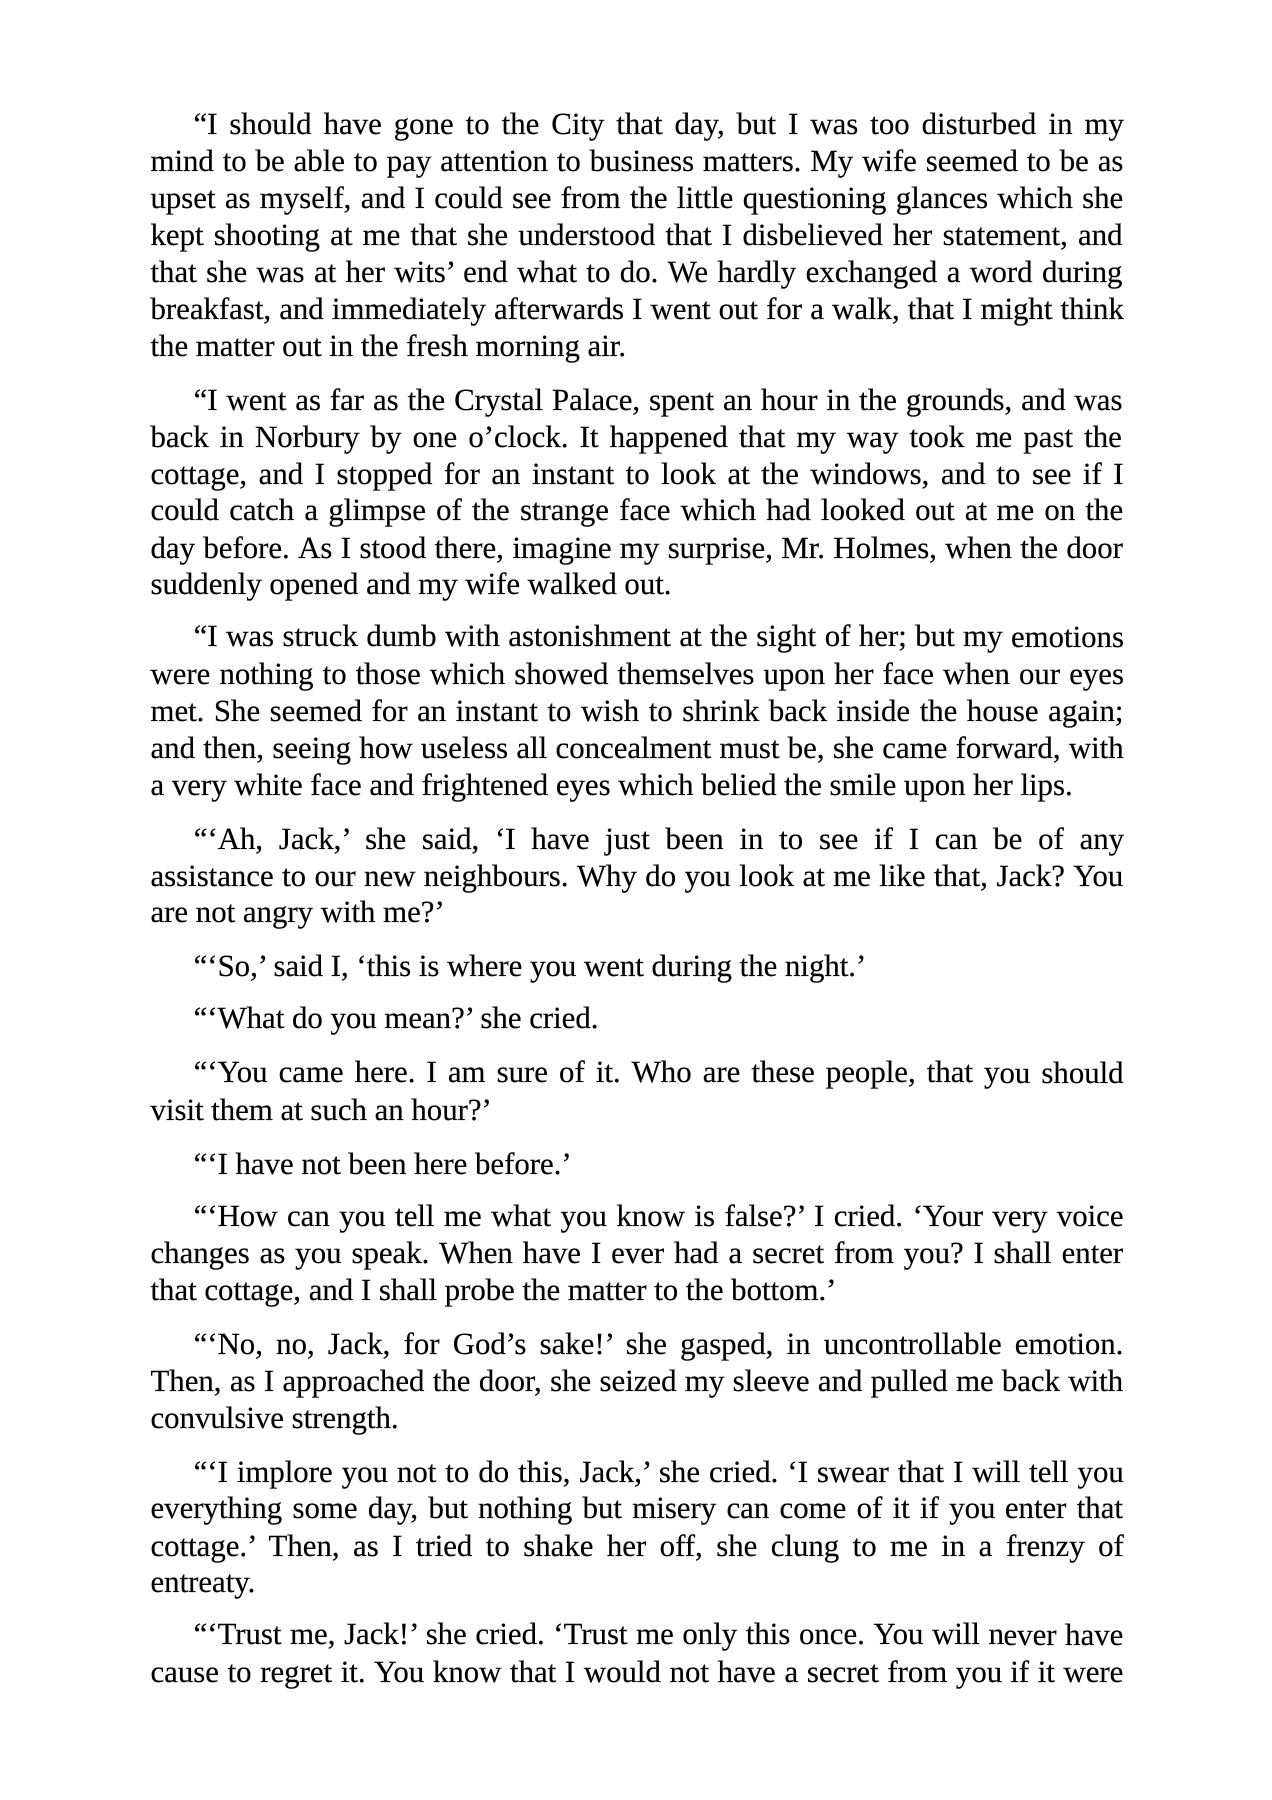 “I should have gone to the City that day, but I was too disturbed in my
mind to be able to pay attention to business matters. My wife seemed to be as
upset as myself, and I could see from the little questioning glances which she
kept shooting at me that she understood that I disbelieved her statement, and
that she was at her wits’ end what to do. We hardly exchanged a word during
breakfast, and immediately afterwards I went out for a walk, that I might think
the matter out in the fresh morning air.
“I went as far as the Crystal Palace, spent an hour in the grounds, and was
back in Norbury by one o’clock. It happened that my way took me past the
cottage, and I stopped for an instant to look at the windows, and to see if I
could catch a glimpse of the strange face which had looked out at me on the
day before. As I stood there, imagine my surprise, Mr. Holmes, when the door
suddenly opened and my wife walked out.
“I was struck dumb with astonishment at the sight of her; but my emotions
were nothing to those which showed themselves upon her face when our eyes
met. She seemed for an instant to wish to shrink back inside the house again;
and then, seeing how useless all concealment must be, she came forward, with
a very white face and frightened eyes which belied the smile upon her lips.
“‘Ah, Jack,’ she said, ‘I have just been in to see if I can be of any
assistance to our new neighbours. Why do you look at me like that, Jack? You
are not angry with me?’
“‘So,’ said I, ‘this is where you went during the night.’
“‘What do you mean?’ she cried.
“‘You came here. I am sure of it. Who are these people, that you should
visit them at such an hour?’
“‘I have not been here before.’
“‘How can you tell me what you know is false?’ I cried. ‘Your very voice
changes as you speak. When have I ever had a secret from you? I shall enter
that cottage, and I shall probe the matter to the bottom.’
“‘No, no, Jack, for God’s sake!’ she gasped, in uncontrollable emotion.
Then, as I approached the door, she seized my sleeve and pulled me back with
convulsive strength.
“‘I implore you not to do this, Jack,’ she cried. ‘I swear that I will tell you
everything some day, but nothing but misery can come of it if you enter that
cottage.’ Then, as I tried to shake her off, she clung to me in a frenzy of
entreaty.
“‘Trust me, Jack!’ she cried. ‘Trust me only this once. You will never have
cause to regret it. You know that I would not have a secret from you if it were